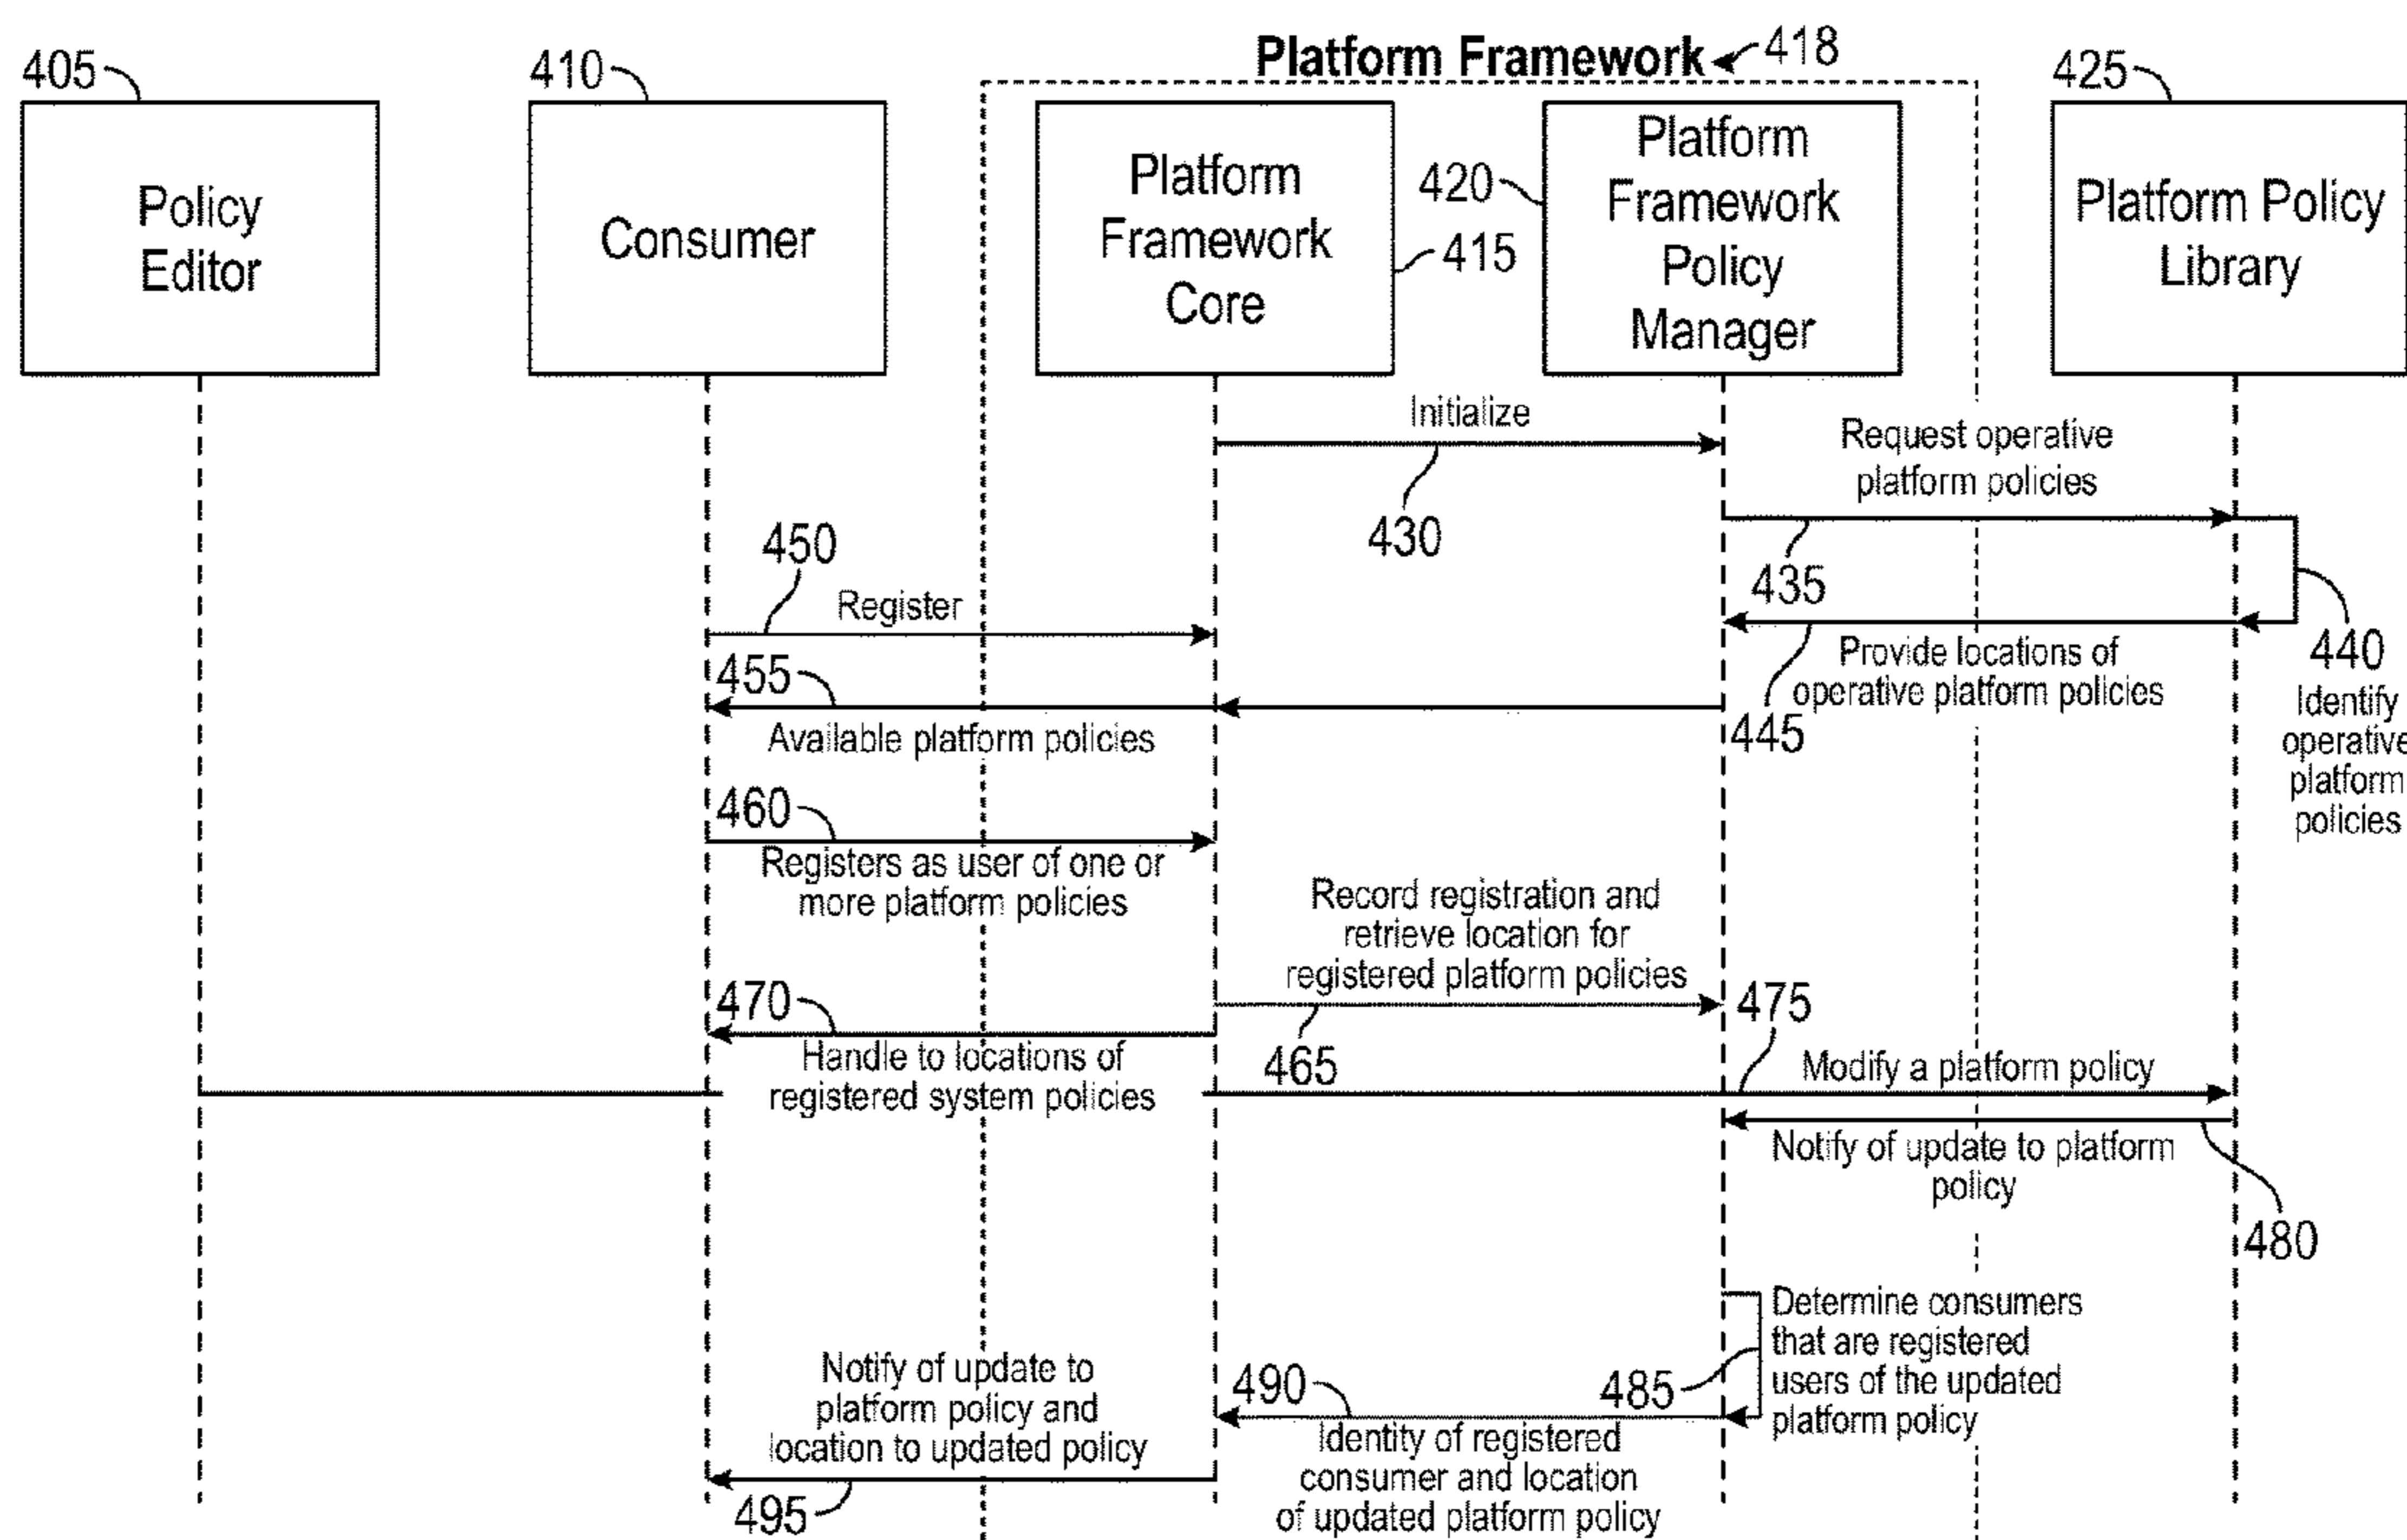 Platform Framework
418
405
410
425
Policy
Editor
Consumer
Platform
Framework
Core
415
420
Platform
Framework
Policy
Manager
Platform Policy
Library
Initialize
430
Request operative
platform policies
435
440
Identify
operative
platform
policies
Provide locations of
operative platform policies
445
450
Register
455
Available platform policies
460
Registers as user of one or
more platform policies
Record registration and
retrieve location for
registered platform policies
465
470
Handle to locations of
registered system policies
475
Modify a platform policy
Notify of update to platform
policy
480
Determine consumers
that are registered
users of the updated
platform policy
485
490
Identity of registered
consumer and location
of updated platform policy
Notify of update to
platform policy and
location to updated policy
495